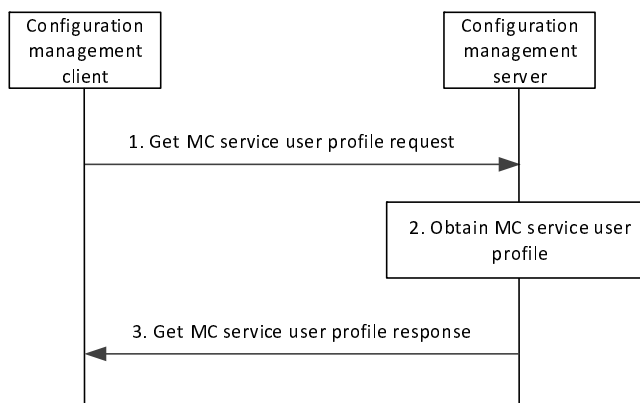 Configuration
management
client
Configuration
management
server
1. Get MC service user profile request
2. Obtain MC service user
profile
3. Get MC service user profile response